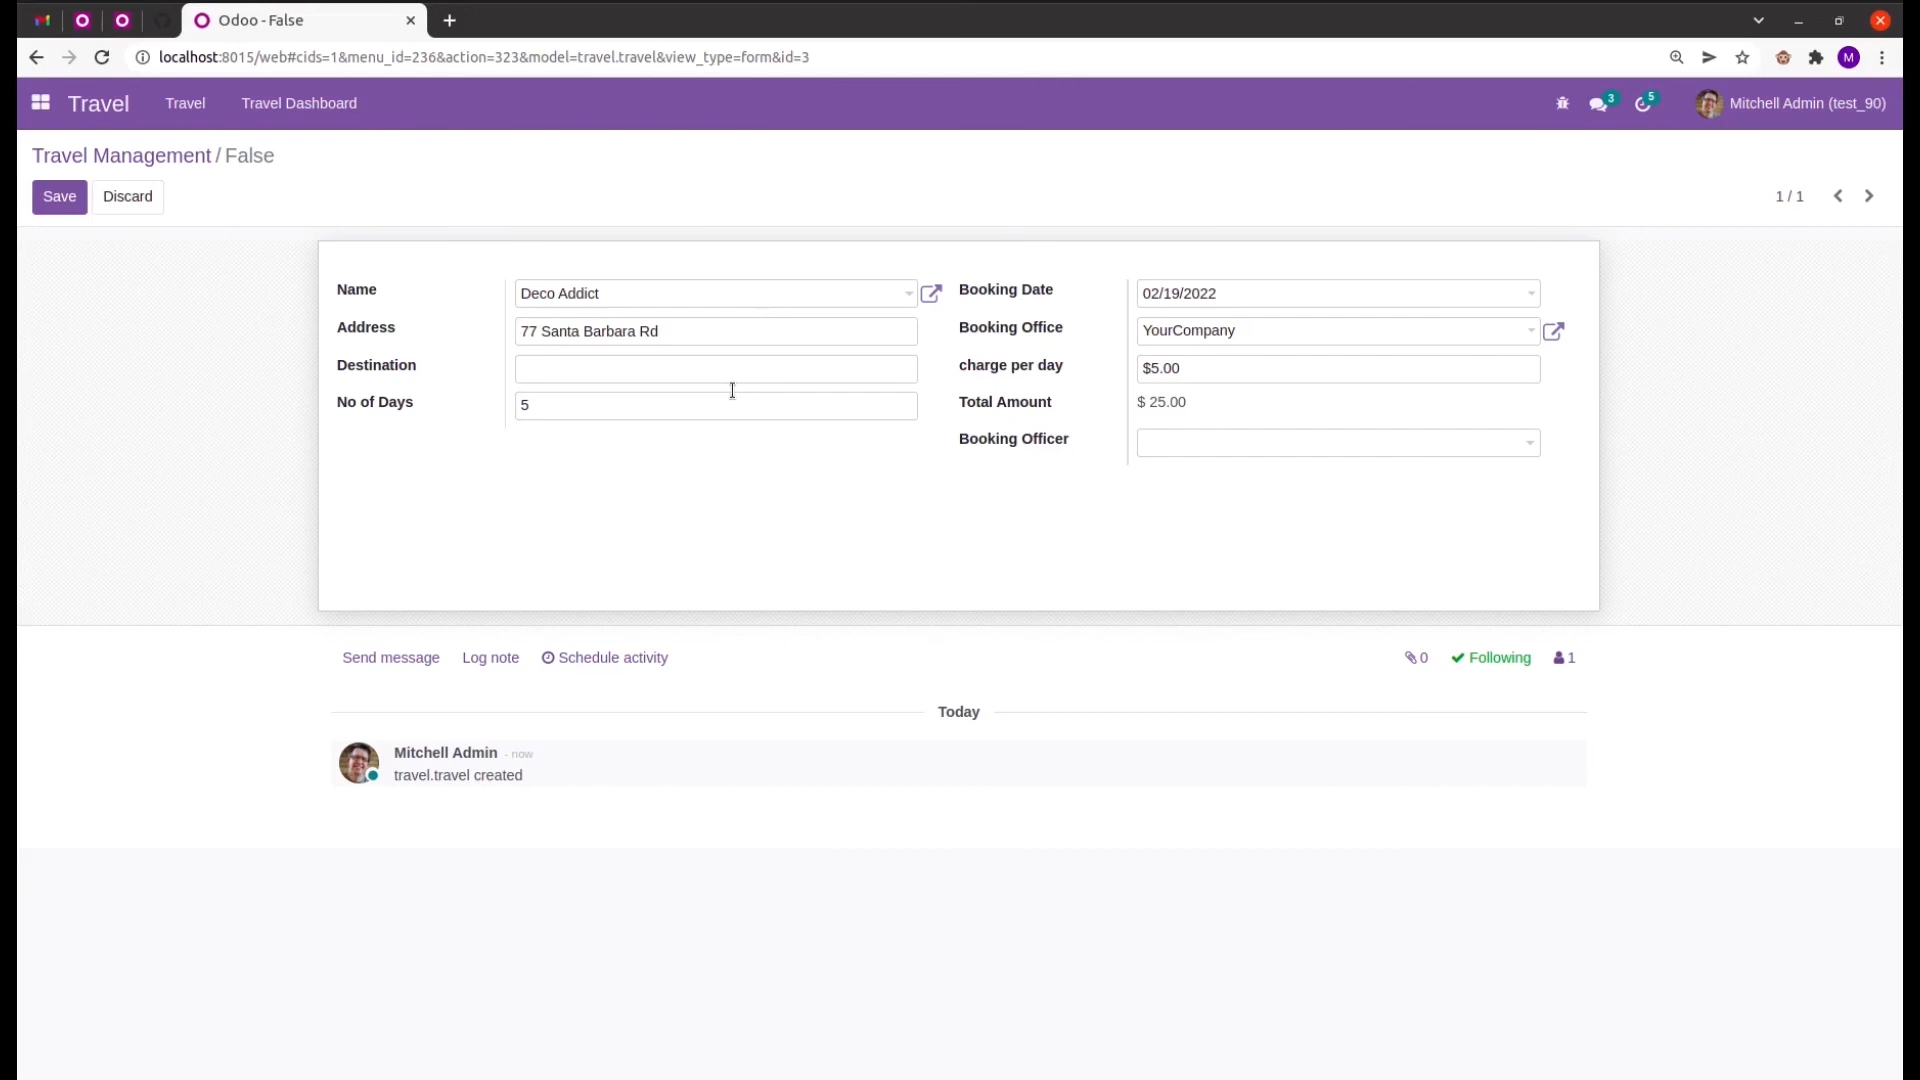 Odoo - False
localhost:8015/web#cids=1&menu_id=236&action=323&model=travel.travel&view_type=form&id=3
M
Travel Travel Travel Dashboard 3 5 Mitchell Admin (test_90)
Travel Management / False
Save Discard 1 / 1
Name Deco Addict Booking Date 02/19/2022
Address 77 Santa Barbara Rd Booking Office YourCompany
Destination charge per day $5.00
No of Days 5 Total Amount $ 25.00
Booking Officer
Send message Log note Schedule activity 0 Following 1
Today
Mitchell Admin - now
travel.travel created